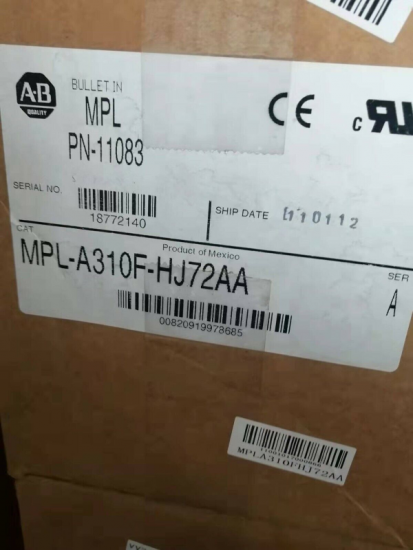 A-B
QUALITY
BULLETIN
MPL
PN-11083
CE
c
SERIAL NO.
18772140
SHIP DATE
110112
CAT.
Product of Mexico
SER
MPL-A310F-HJ72AA
A
00820919973685
MPLA310FHJ72AA